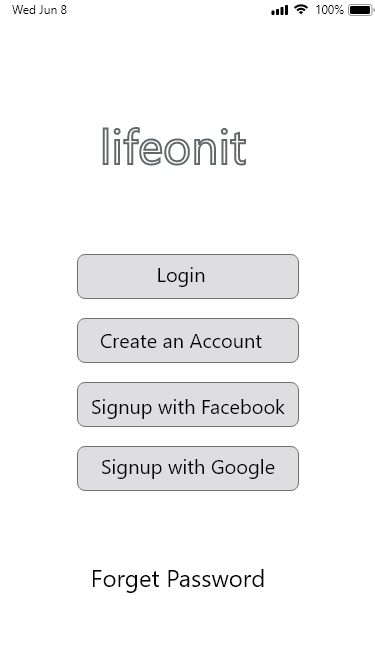 Wed Jun 8 100%
lifeonit
Login
Create an Account
Signup with Facebook
Signup with Google
Forget Password